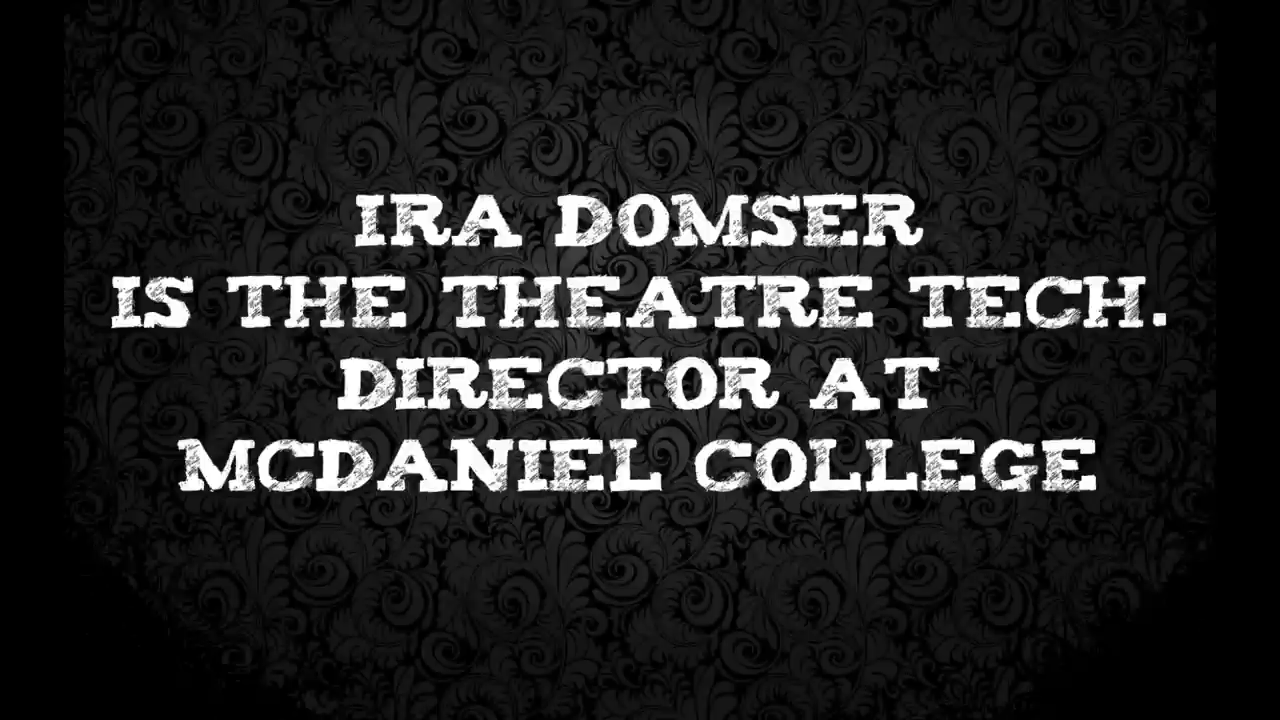 IRA DOMSER
IS THE THEATRE TECH.
DIRECTOR AT
MCDANIEL COLLEGE